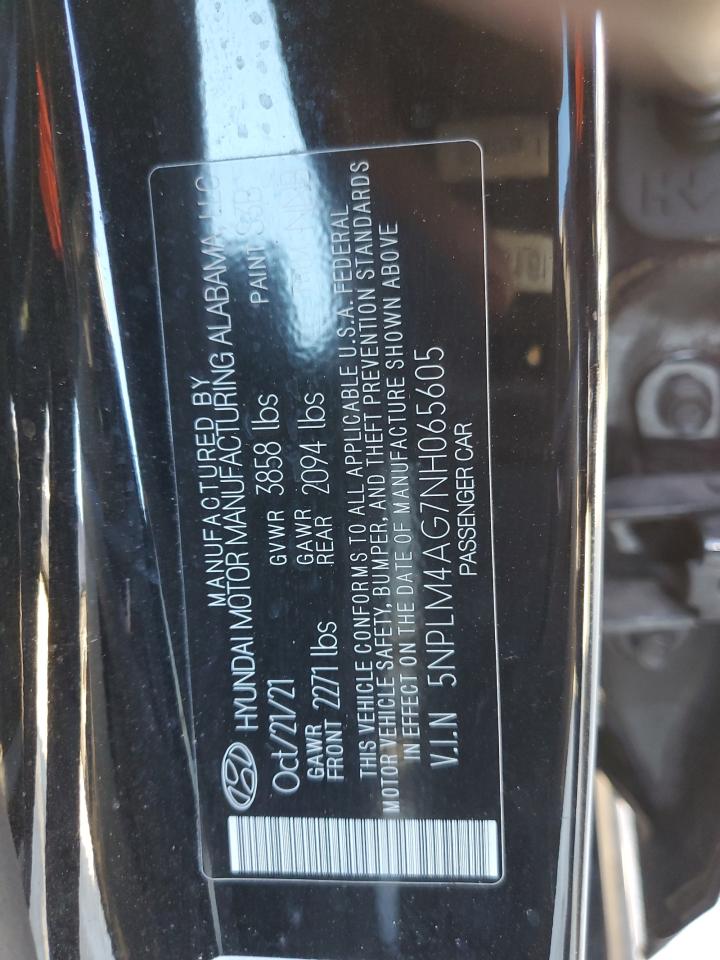 MANUFACTURED BY
HYUNDAI MOTOR MANUFACTURING ALABAMA, LLC
Oct/21/21 GVWR 3858 lbs PAINT
GAWR FRONT 2271 lbs GAWR REAR 2094 lbs
THIS VEHICLE CONFORMS TO ALL APPLICABLE U.S.A. FEDERAL
MOTOR VEHICLE SAFETY, BUMPER, AND THEFT PREVENTION STANDARDS
IN EFFECT ON THE DATE OF MANUFACTURE SHOWN ABOVE
V.I.N 5NPLM4AG7NH065605
PASSENGER CAR